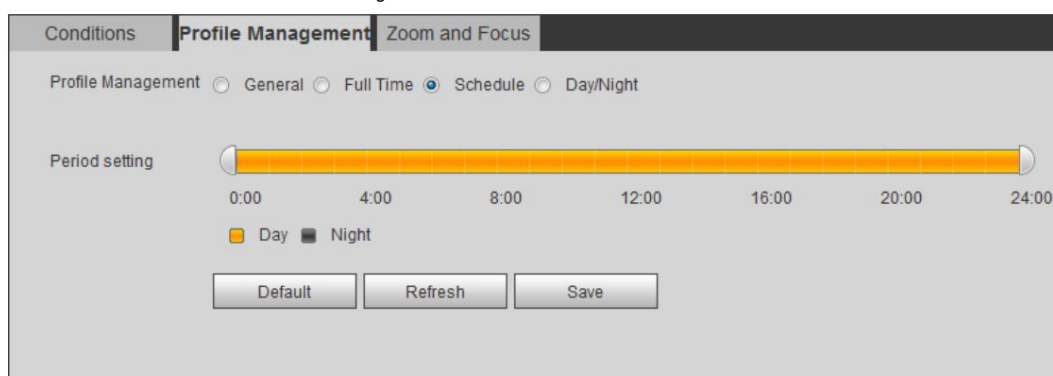 Conditions Profile Management Zoom and Focus
Profile Management General Full Time Schedule Day/Night
Period setting
0:00 4:00 8:00 12:00 16:00 20:00 24:00
Day Night
Default Refresh Save